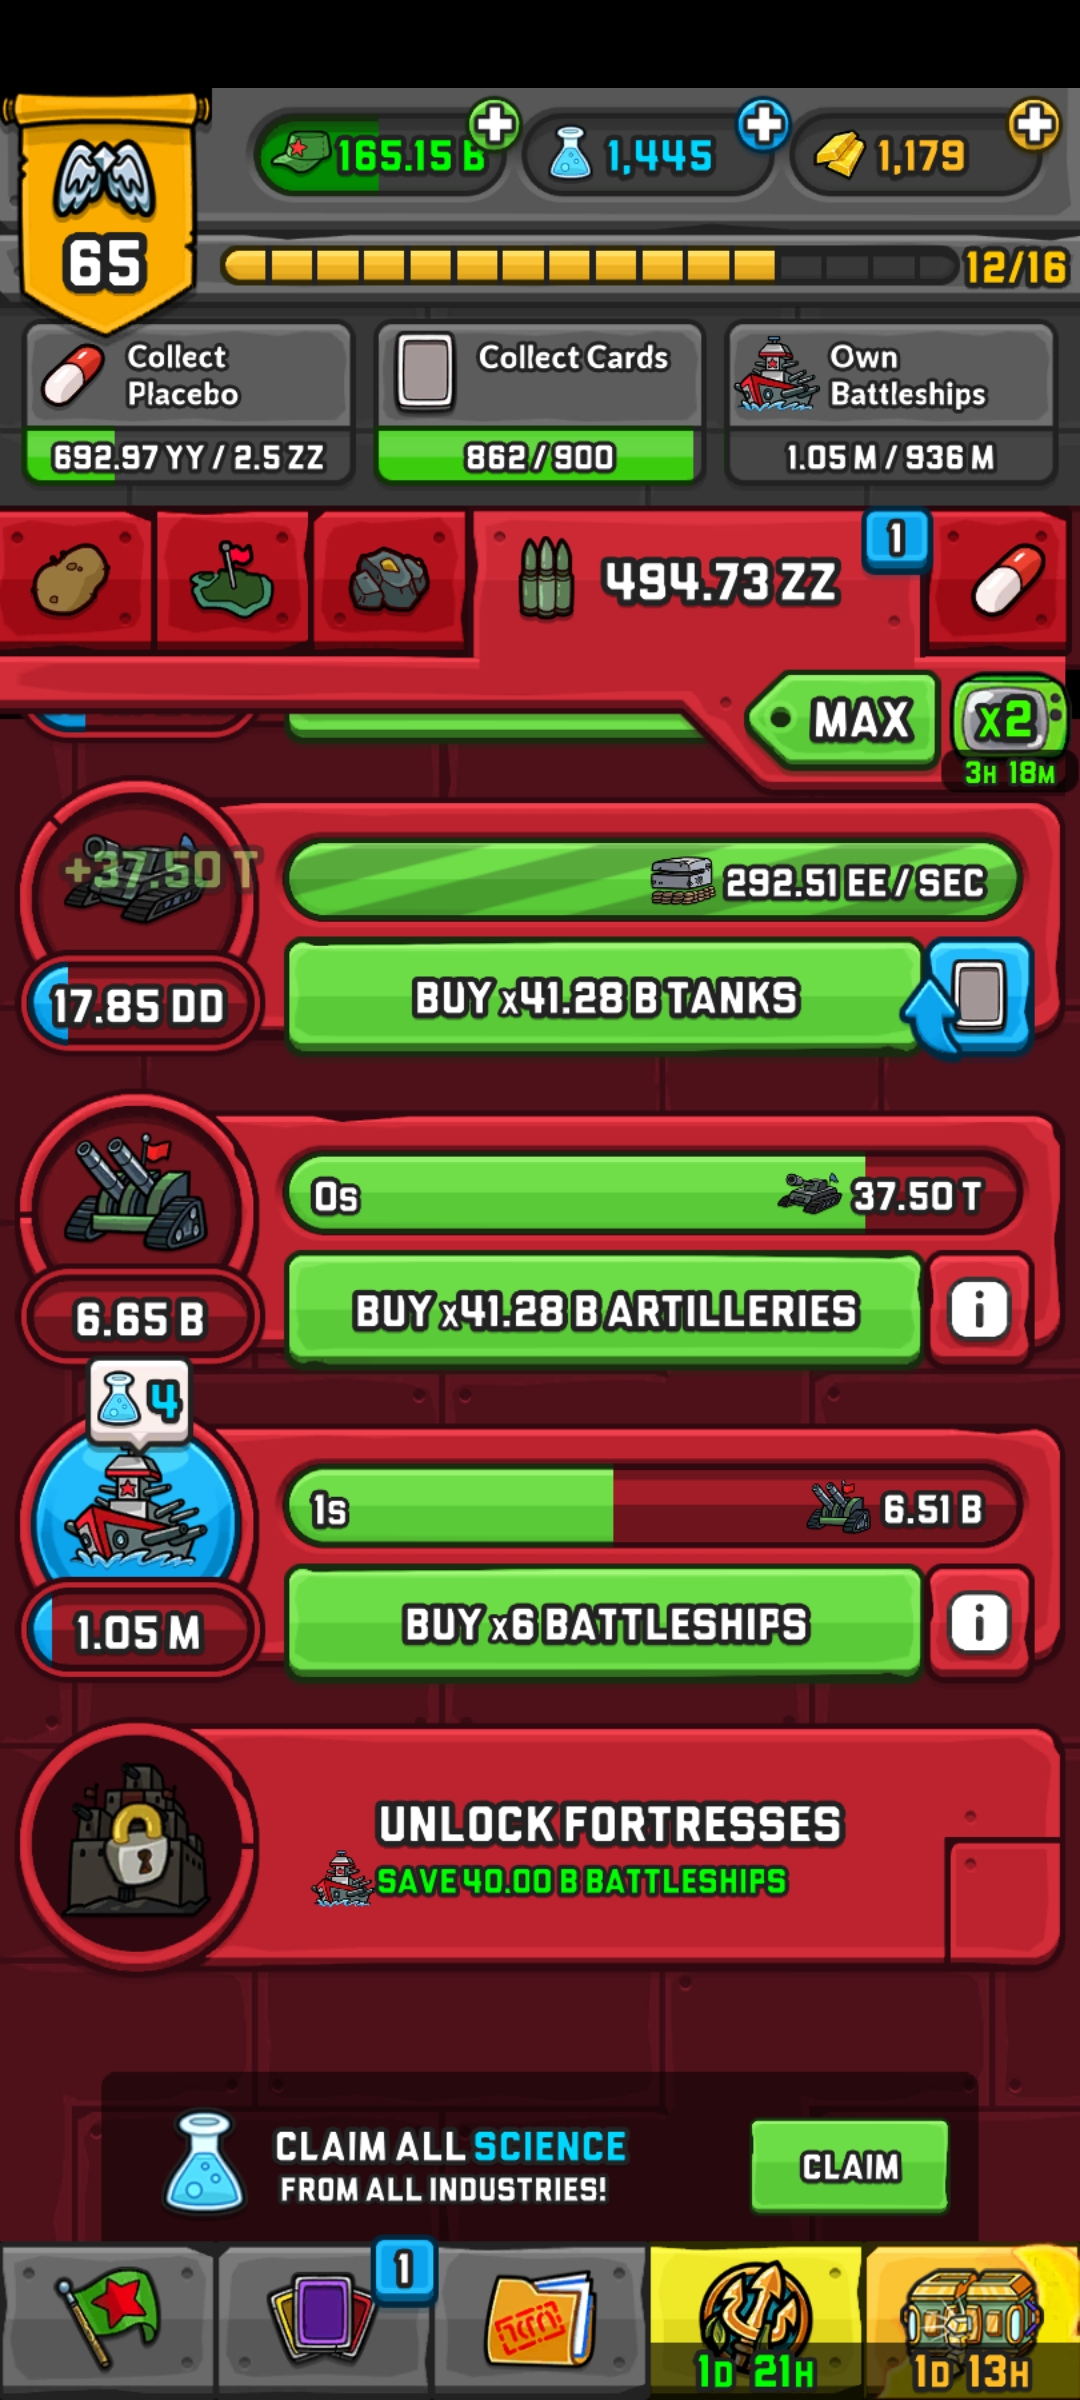 165.15 B
1,445
1,179
65
12/16
Collect
Placebo
692.97 YY / 2.5 ZZ
Collect Cards
862/900
Own
Battleships
1.05 M / 936 M
494.73 ZZ
1
MAX
x2
3H 18M
+37.50 T
292.51 EE / SEC
17.85 DD
BUY x41.28 B TANKS
0s
37.50 T
6.65 B
BUY x41.28 B ARTILLERIES
i
4
1s
6.51 B
1.05 M
BUY x6 BATTLESHIPS
i
UNLOCK FORTRESSES
SAVE 40.00 B BATTLESHIPS
CLAIM ALL SCIENCE
FROM ALL INDUSTRIES!
CLAIM
1
1D 21H
1D 13H